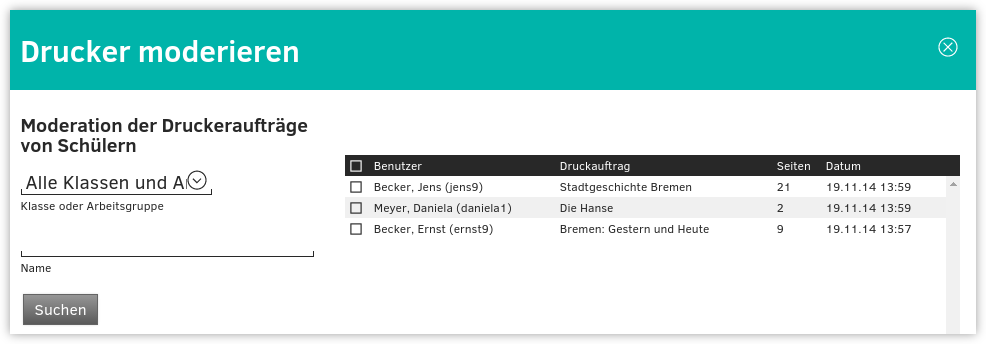 Drucker moderieren
Moderation der Druckeraufträge
von Schülern
Alle Klassen und A
Klasse oder Arbeitsgruppe
Name
Suchen
Benutzer Druckauftrag Seiten Datum
Becker, Jens (jens9) Stadtgeschichte Bremen 21 19.11.14 13:59
Meyer, Daniela (daniela1) Die Hanse 2 19.11.14 13:59
Becker, Ernst (ernst9) Bremen: Gestern und Heute 9 19.11.14 13:57